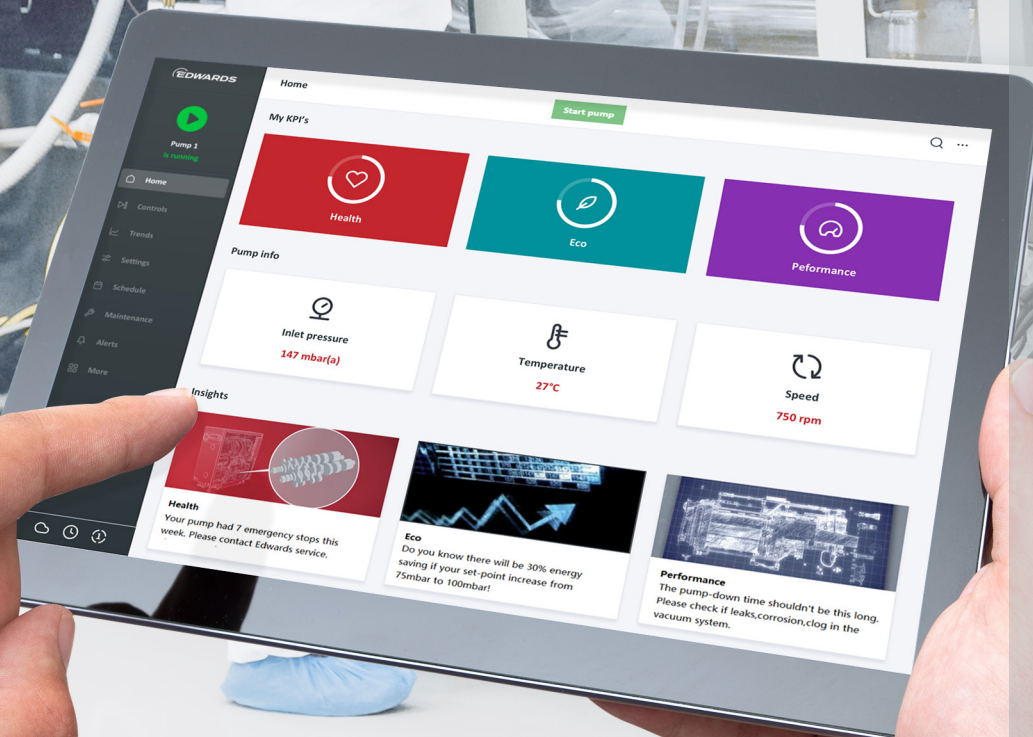 EDWARDS
Pump 1
is running
Home
Controls
Trends
Settings
Schedule
Maintenance
Alerts
More
Home
Start pump
My KPI's
Health
Eco
Peformance
Pump info
Inlet pressure
147 mbar(a)
Temperature
27°C
Speed
750 rpm
Insights
Health
Your pump had 7 emergency stops this
week. Please contact Edwards service.
Eco
Do you know there will be 30% energy
saving if your set-point increase from
75mbar to 100mbar!
Performance
The pump-down time shouldn't be this long.
Please check if leaks,corrosion,clog in the
vacuum system.